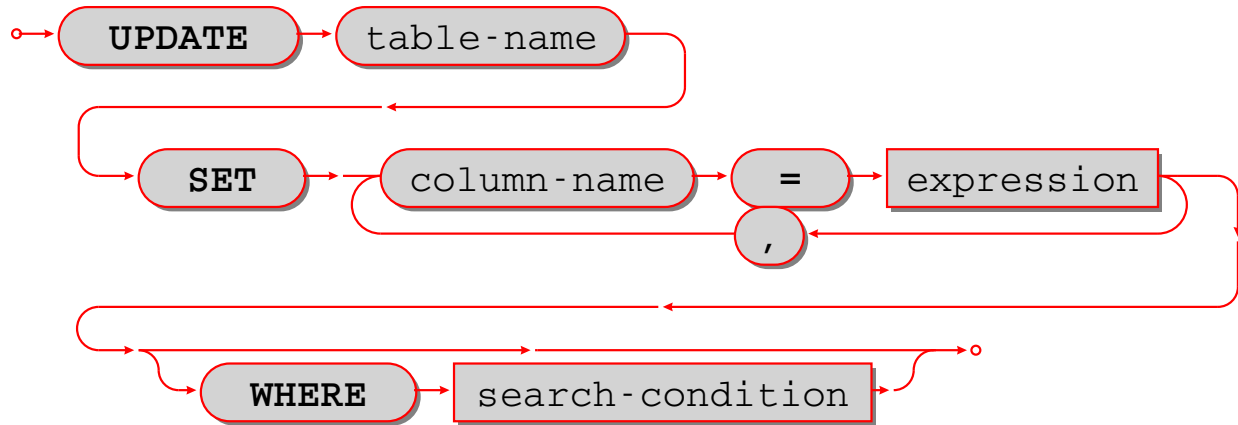 UPDATE table-name
SET column-name = expression
,
WHERE search-condition